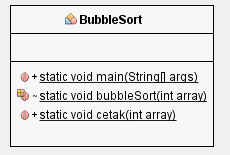 BubbleSort
+ static void main(String[] args)
~ static void bubbleSort(int array)
+ static void cetak(int array)